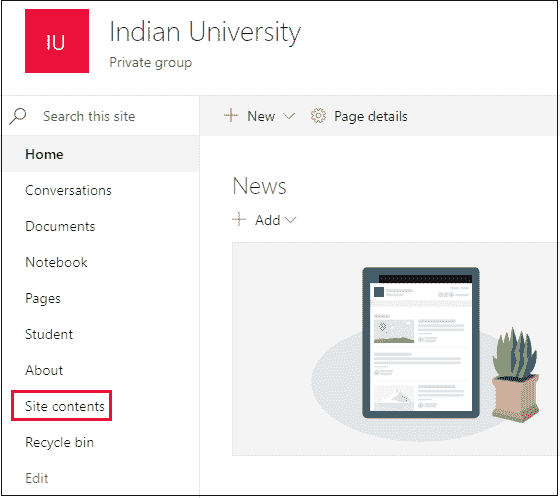 IU
Indian University
Private group
Search this site
New
Page details
Home
Conversations
Documents
Notebook
Pages
Student
About
Site contents
Recycle bin
Edit
News
Add